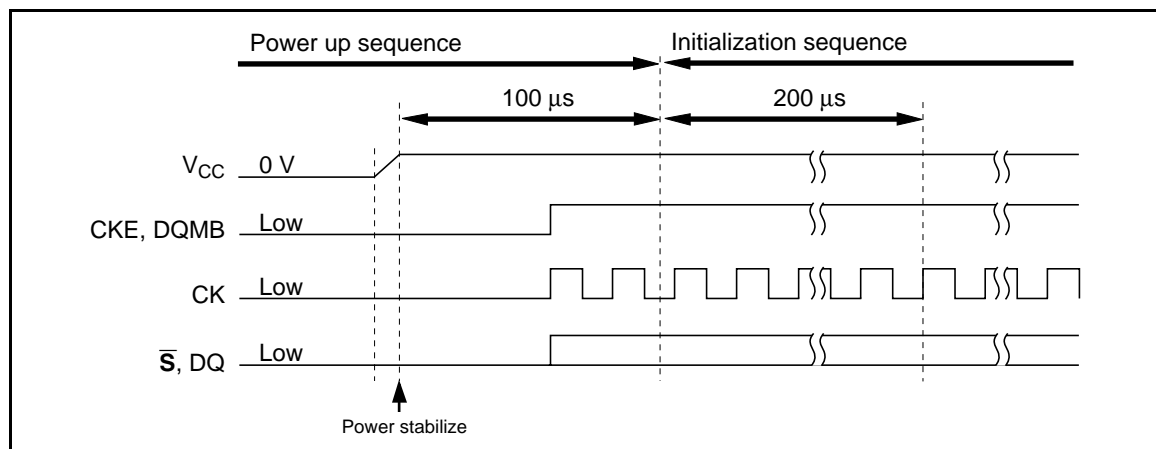 Power up sequence
Initialization sequence
100 μs
200 μs
VCC
0 V
CKE, DQMB
Low
CK
Low
S̅, DQ
Low
Power stabilize